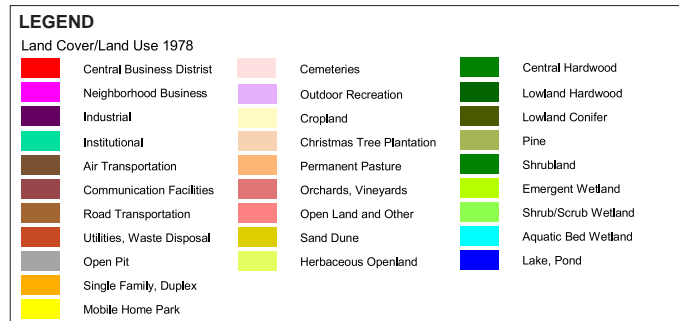 LEGEND
Land Cover/Land Use 1978
Central Business Distrist
Neighborhood Business
Industrial
Institutional
Air Transportation
Communication Facilities
Road Transportation
Utilities, Waste Disposal
Open Pit
Single Family, Duplex
Mobile Home Park
Cemeteries
Outdoor Recreation
Cropland
Christmas Tree Plantation
Permanent Pasture
Orchards, Vineyards
Open Land and Other
Sand Dune
Herbaceous Openland
Central Hardwood
Lowland Hardwood
Lowland Conifer
Pine
Shrubland
Emergent Wetland
Shrub/Scrub Wetland
Aquatic Bed Wetland
Lake, Pond